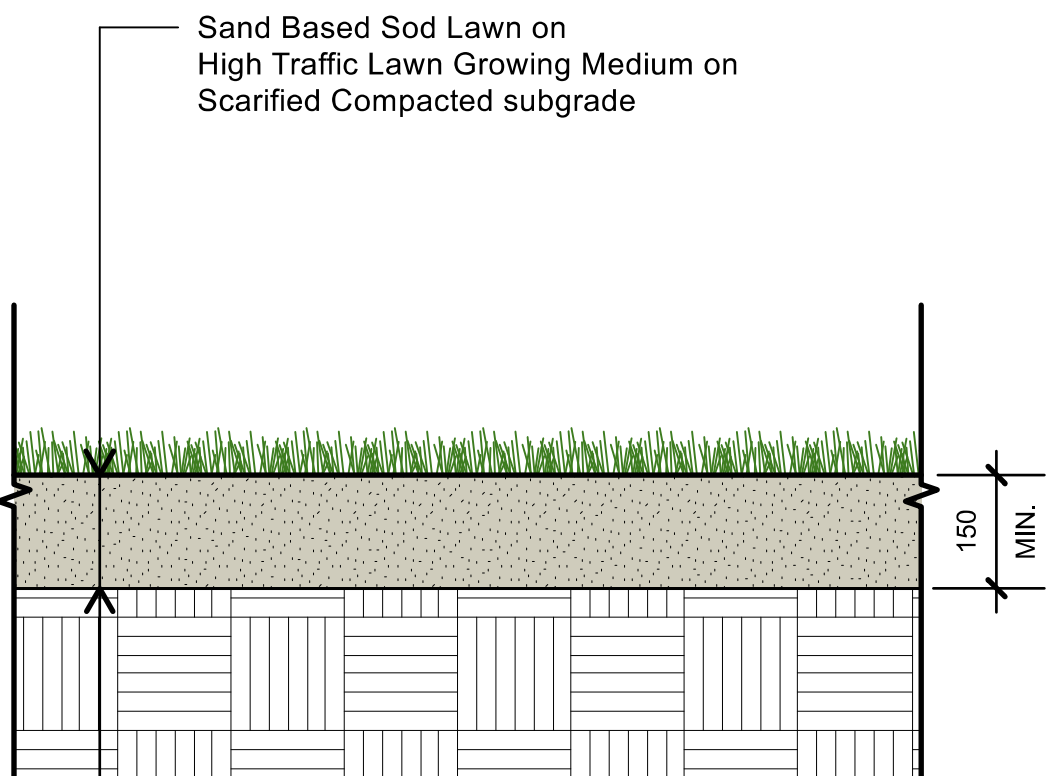 Sand Based Sod Lawn on
High Traffic Lawn Growing Medium on
Scarified Compacted subgrade
150
MIN.